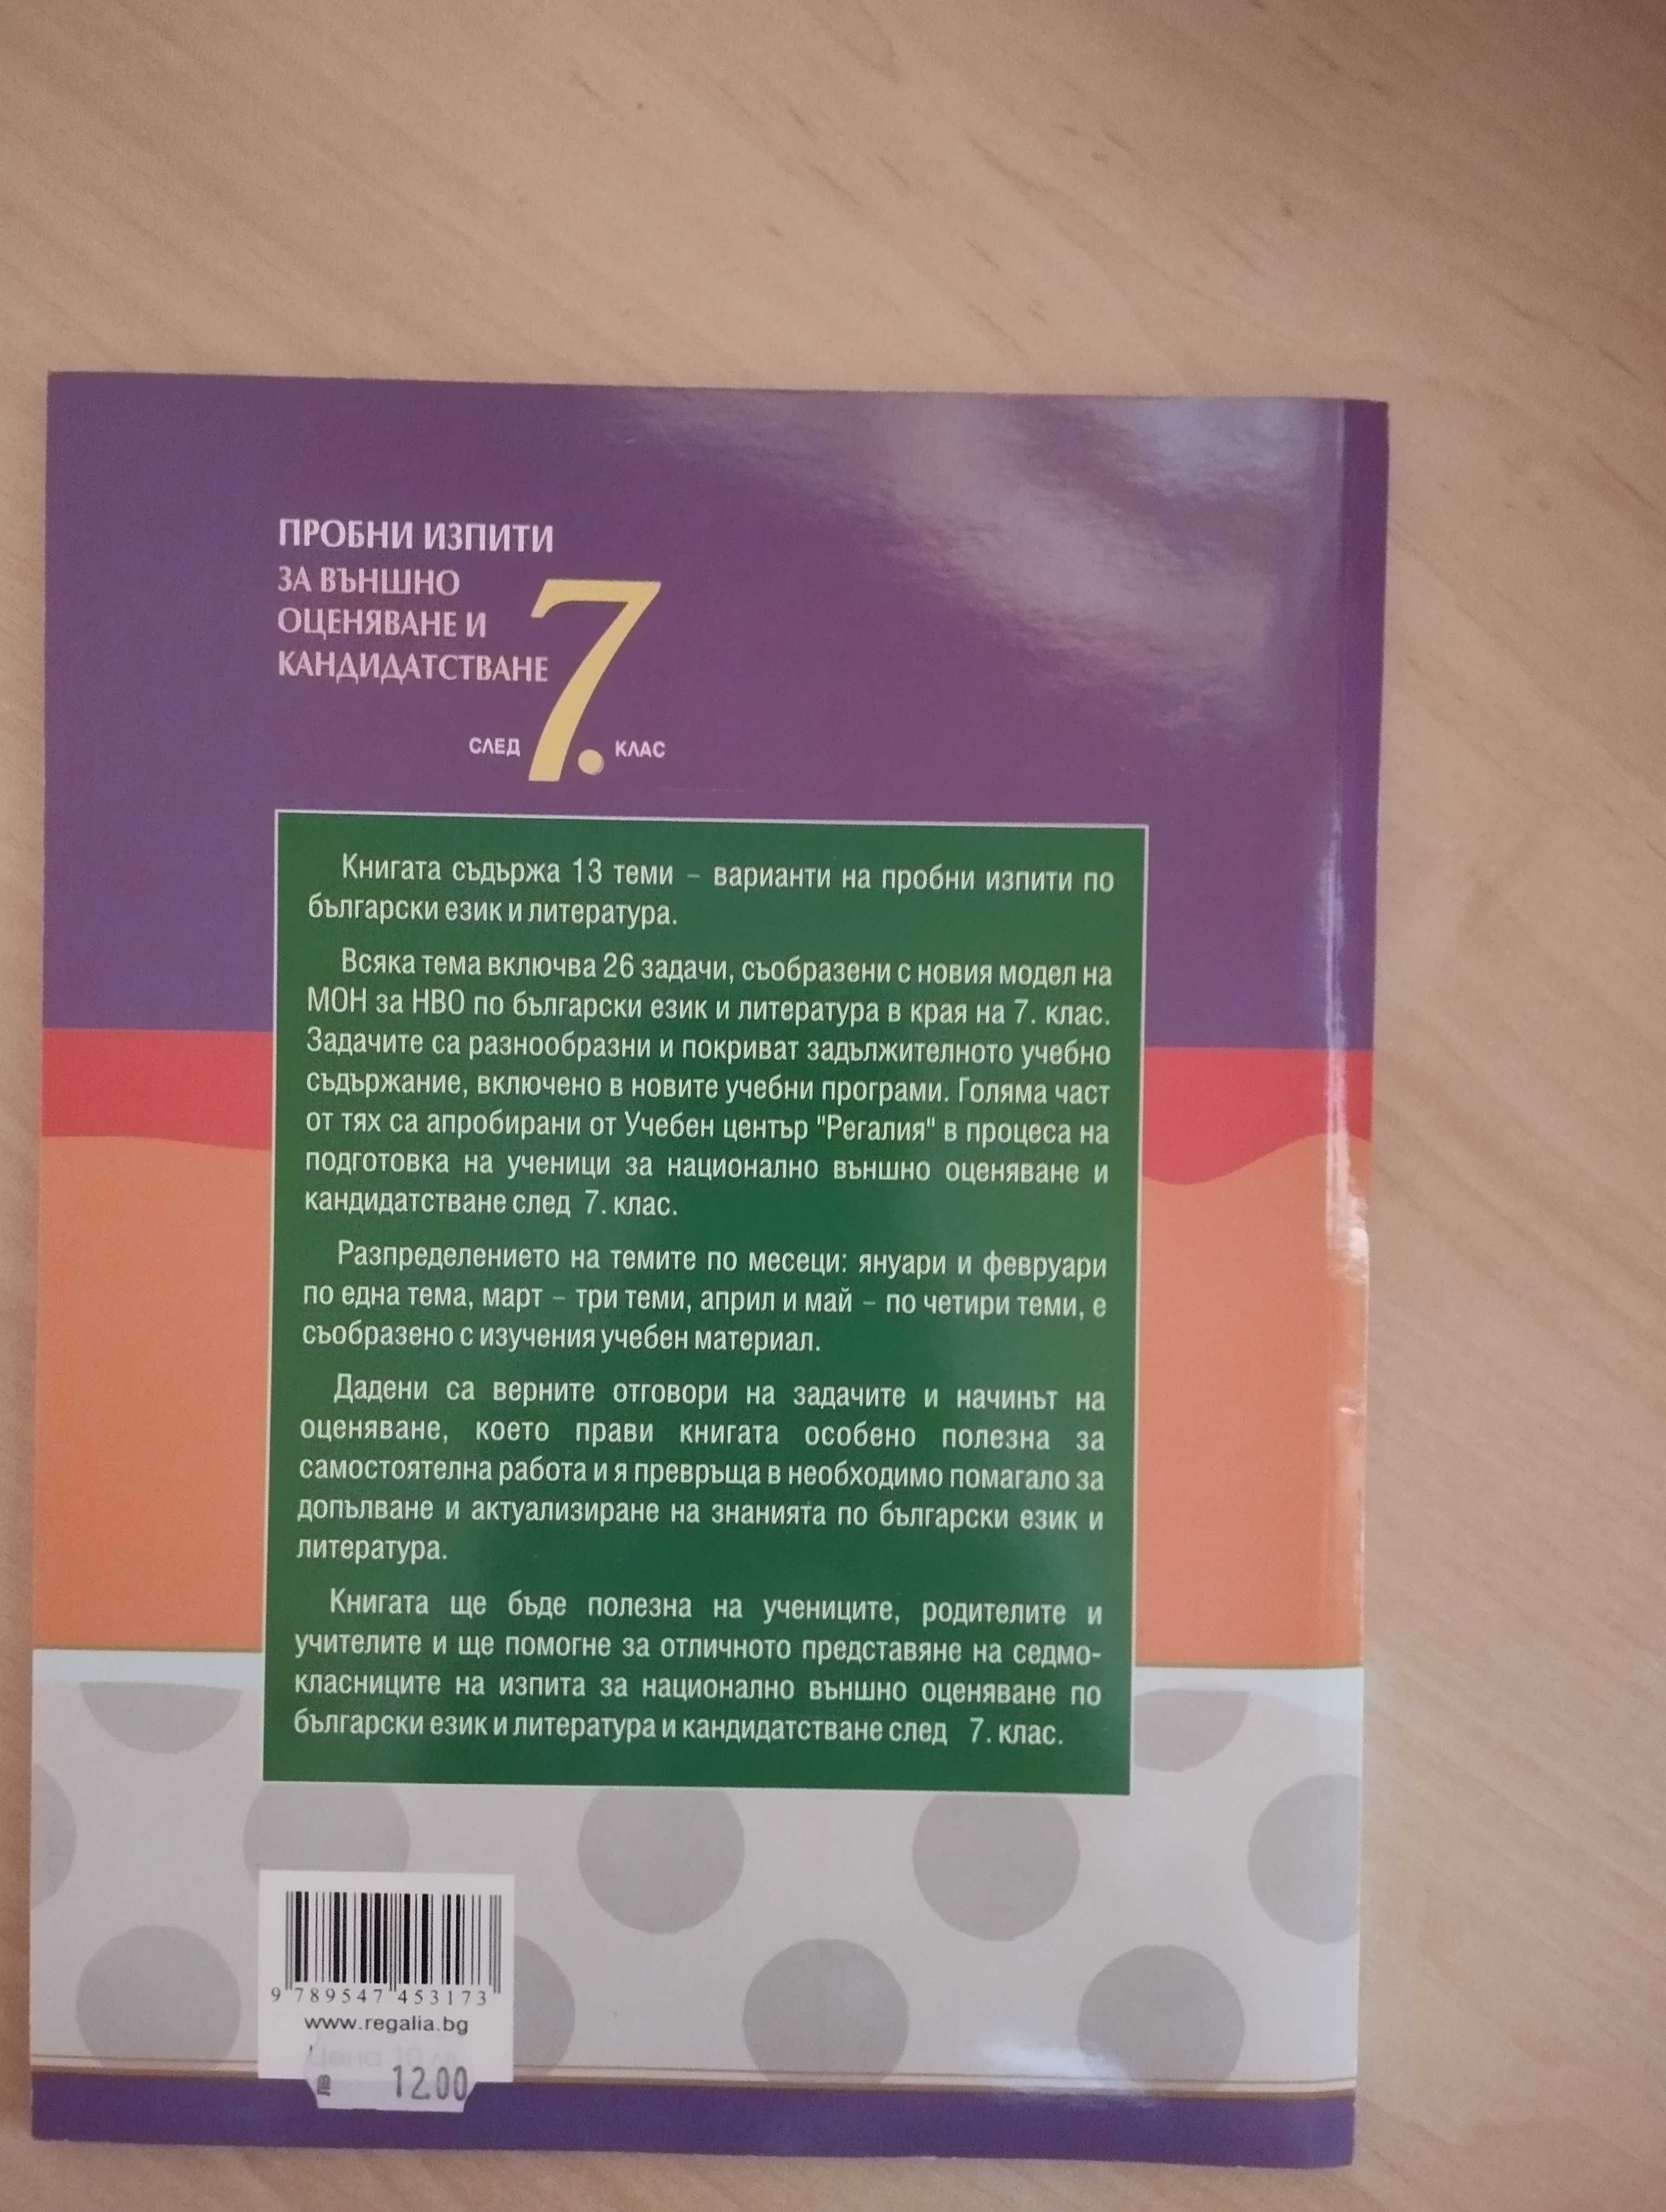 ПРОБНИ ИЗПИТИ
ЗА ВЪНШНО
ОЦЕНЯВАНЕ И
КАНДИДАТСТВАНЕ
СЛЕД 7. КЛАС
Книгата съдържа 13 теми – варианти на пробни изпити по
български език и литература.
Всяка тема включва 26 задачи, съобразени с новия модел на
МОН за НВО по български език и литература в края на 7. клас.
Задачите са разнообразни и покриват задължителното учебно
съдържание, включено в новите учебни програми. Голяма част
от тях са апробирани от Учебен център "Регалия" в процеса на
подготовка на ученици за национално външно оценяване и
кандидатстване след 7. клас.
Разпределението на темите по месеци: януари и февруари
по една тема, март – три теми, април и май – по четири теми, е
съобразено с изучения учебен материал.
Дадени са верните отговори на задачите и начинът на
оценяване, което прави книгата особено полезна за
самостоятелна работа и я превръща в необходимо помагало за
допълване и актуализиране на знанията по български език и
литература.
Книгата ще бъде полезна на учениците, родителите и
учителите и ще помогне за отличното представяне на седмо-
класниците на изпита за национално външно оценяване по
български език и литература и кандидатстване след 7. клас.
9 789547 453173
www.regalia.bg
Цена 10 лв.
12.00